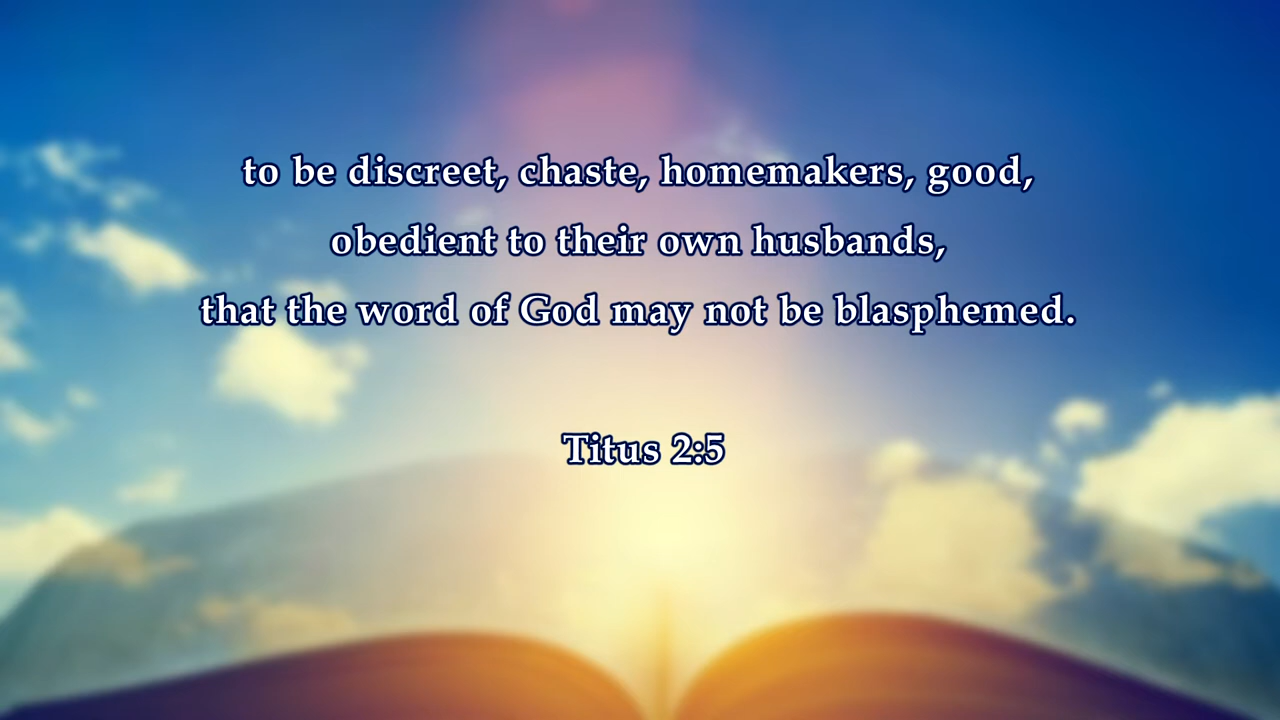 to be discreet, chaste, homemakers, good,
obedient to their own husbands,
that the word of God may not be blasphemed.
Titus 2:5